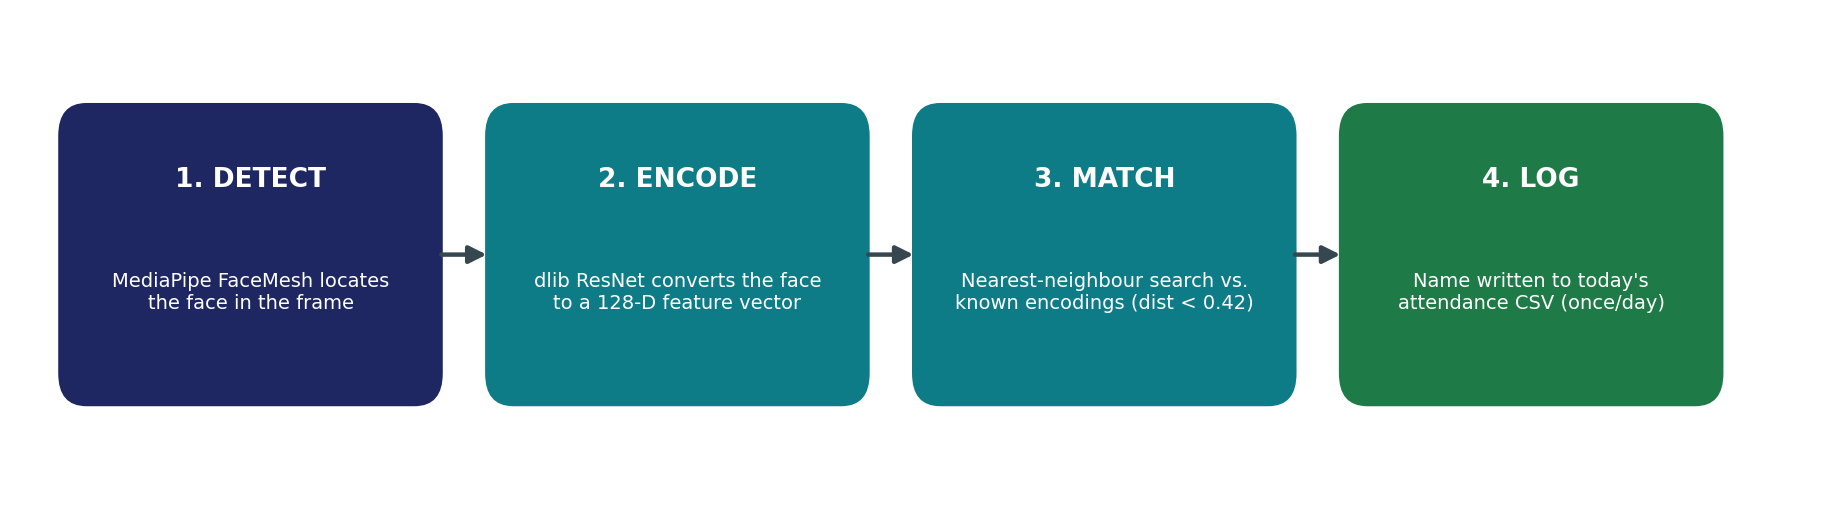 1. DETECT
MediaPipe FaceMesh locates
the face in the frame
2. ENCODE
dlib ResNet converts the face
to a 128-D feature vector
3. MATCH
Nearest-neighbour search vs.
known encodings (dist < 0.42)
4. LOG
Name written to today's
attendance CSV (once/day)